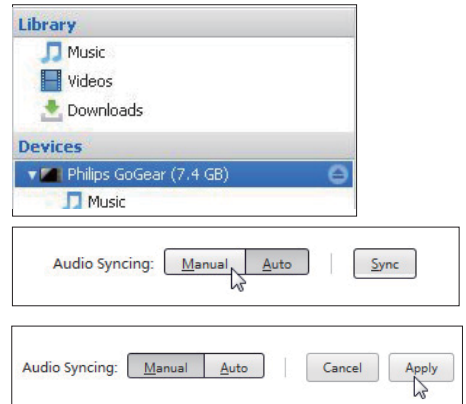 Library
Music
Videos
Downloads
Devices
Philips GoGear (7.4 GB)
Music
Audio Syncing: Manual Auto Sync
Audio Syncing: Manual Auto Cancel Apply